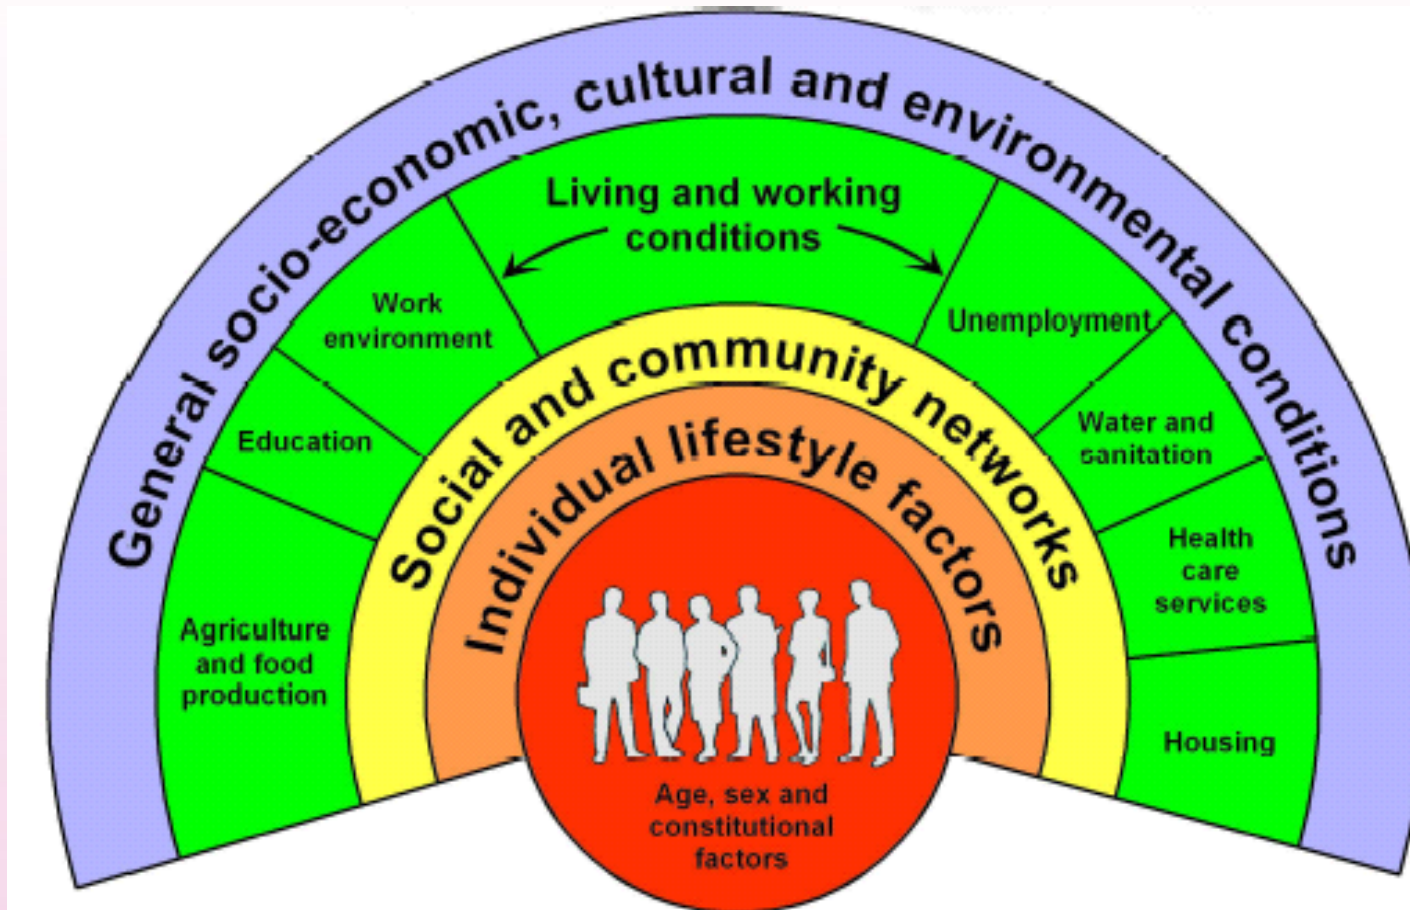 General socio-economic, cultural and environmental conditions
Living and working
conditions
Work
environment
Unemployment
Education
Water and
sanitation
Agriculture
and food
production
Health
care
services
Housing
Social and community networks
Individual lifestyle factors
Age, sex and
constitutional
factors